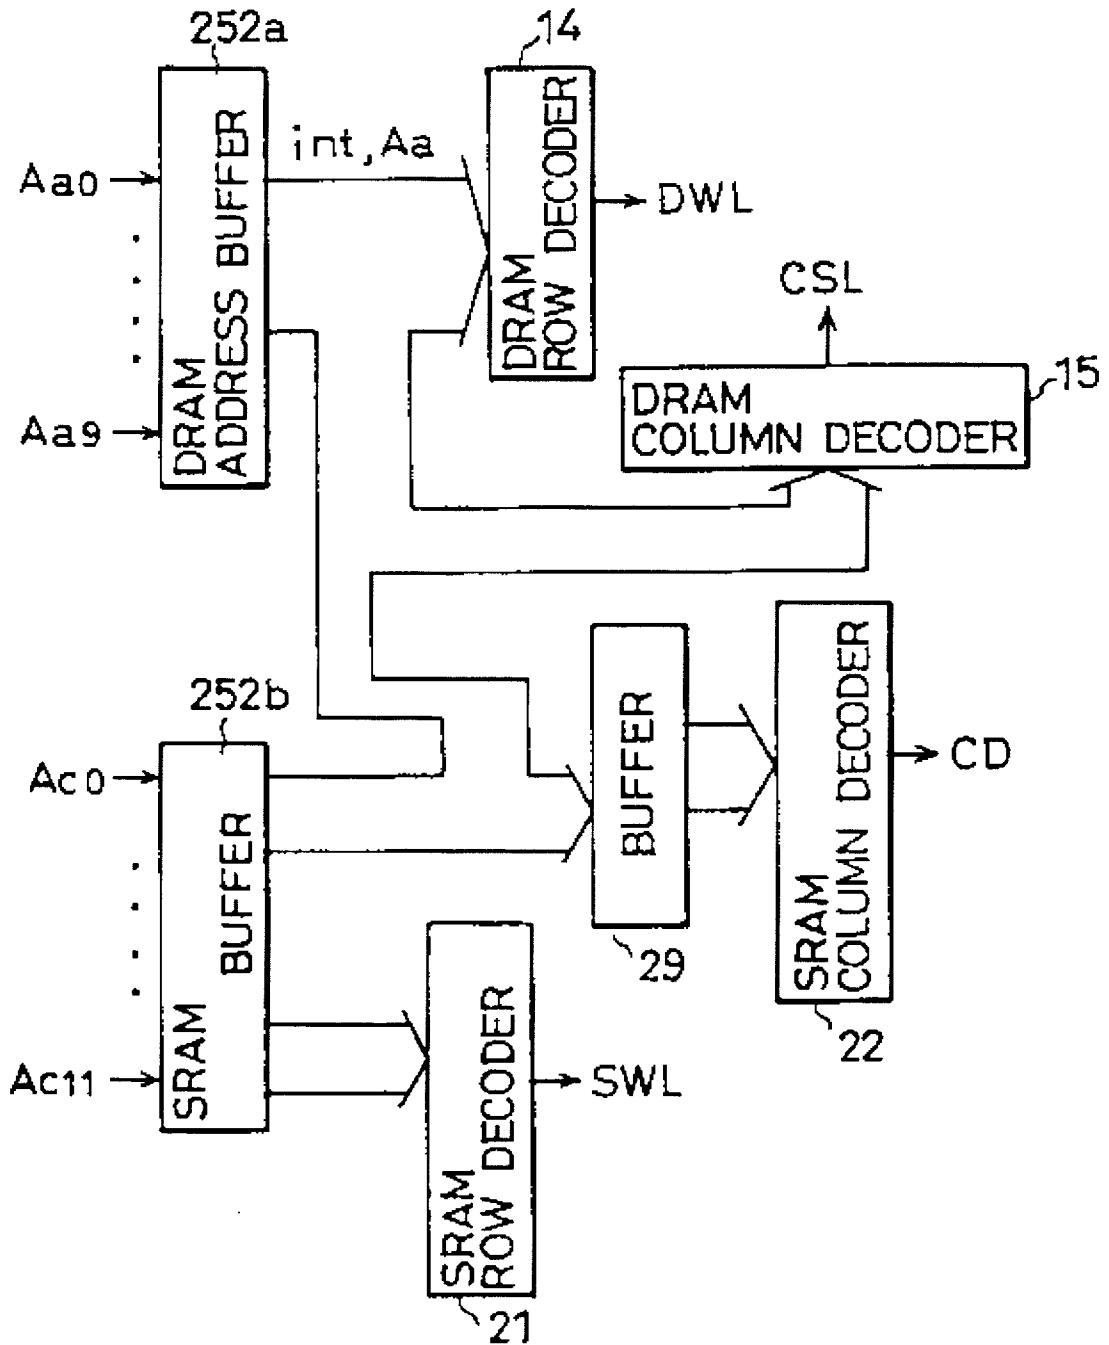 252a
14
DRAM
ADDRESS BUFFER
int, Aa
DRAM
ROW DECODER
Aa0
DWL
CSL
15
DRAM
COLUMN DECODER
Aa9
252b
Ac0
SRAM
BUFFER
BUFFER
SRAM
COLUMN DECODER
CD
29
22
Ac11
SRAM
ROW DECODER
SWL
21